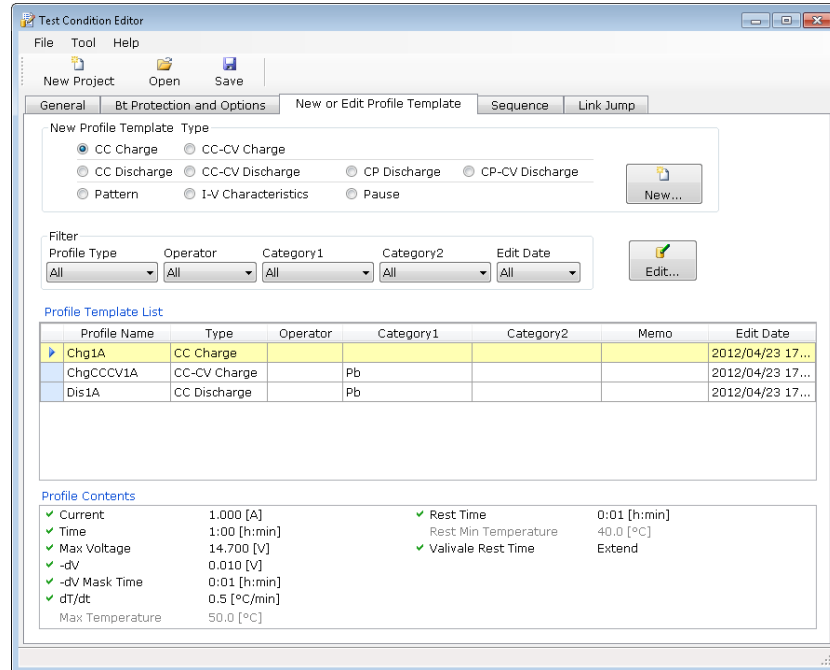 Test Condition Editor
File Tool Help
New Project Open Save
General Bt Protection and Options New or Edit Profile Template Sequence Link Jump
New Profile Template Type
CC Charge CC-CV Charge
CC Discharge CC-CV Discharge CP Discharge CP-CV Discharge
Pattern I-V Characteristics Pause
New...
Filter
Profile Type Operator Category1 Category2 Edit Date
All All All All All
Edit...
Profile Template List
Profile Name Type Operator Category1 Category2 Memo Edit Date
Chg1A CC Charge 2012/04/23 17...
ChgCCCV1A CC-CV Charge Pb 2012/04/23 17...
Dis1A CC Discharge Pb 2012/04/23 17...
Profile Contents
Current 1.000 [A] Rest Time 0:01 [h:min]
Time 1:00 [h:min] Rest Min Temperature 40.0 [°C]
Max Voltage 14.700 [V] Valivale Rest Time Extend
-dV 0.010 [V]
-dV Mask Time 0:01 [h:min]
dT/dt 0.5 [°C/min]
Max Temperature 50.0 [°C]